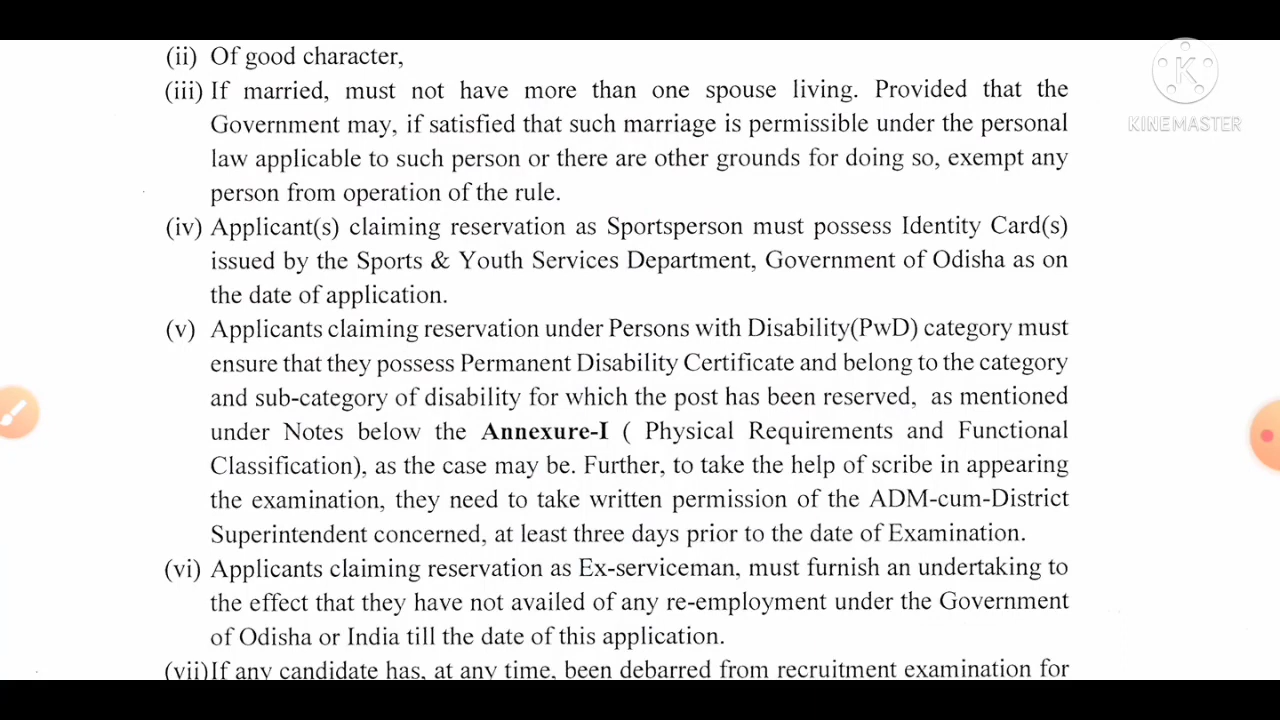 (ii) Of good character,
(iii) If married, must not have more than one spouse living. Provided that the
Government may, if satisfied that such marriage is permissible under the personal
law applicable to such person or there are other grounds for doing so, exempt any
person from operation of the rule.
(iv) Applicant(s) claiming reservation as Sportsperson must possess Identity Card(s)
issued by the Sports & Youth Services Department, Government of Odisha as on
the date of application.
(v) Applicants claiming reservation under Persons with Disability(PwD) category must
ensure that they possess Permanent Disability Certificate and belong to the category
and sub-category of disability for which the post has been reserved, as mentioned
under Notes below the Annexure-I ( Physical Requirements and Functional
Classification), as the case may be. Further, to take the help of scribe in appearing
the examination, they need to take written permission of the ADM-cum-District
Superintendent concerned, at least three days prior to the date of Examination.
(vi) Applicants claiming reservation as Ex-serviceman, must furnish an undertaking to
the effect that they have not availed of any re-employment under the Government
of Odisha or India till the date of this application.
(vii)If any candidate has, at any time, been debarred from recruitment examination for
K
KINEMASTER